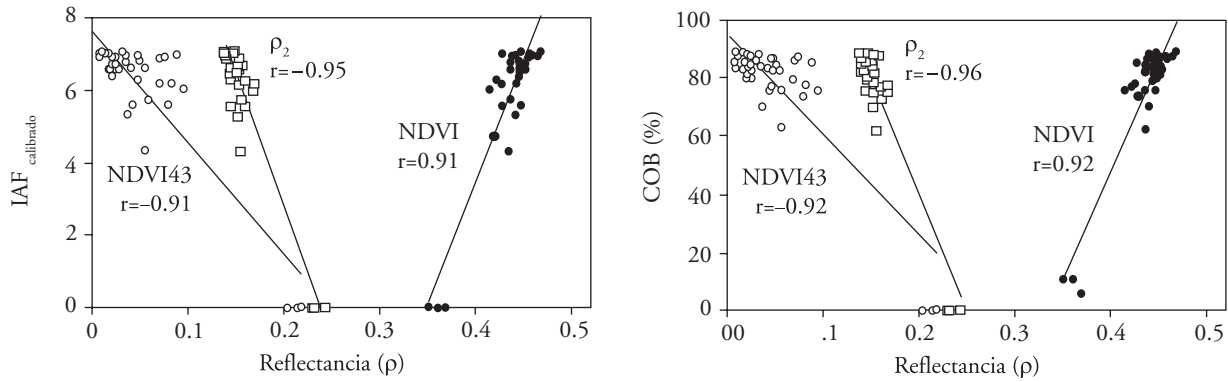 8
6
4
2
0
IAF calibrado
ρ2
r=−0.95
NDVI
r=0.91
NDVI43
r=−0.91
0
0.1
0.2
0.3
0.4
0.5
Reflectancia (ρ)
100
80
60
40
20
0
COB (%)
ρ2
r=−0.96
NDVI
r=0.92
NDVI43
r=−0.92
00
.1
0.2
0.3
0.4
0.5
Reflectancia (ρ)